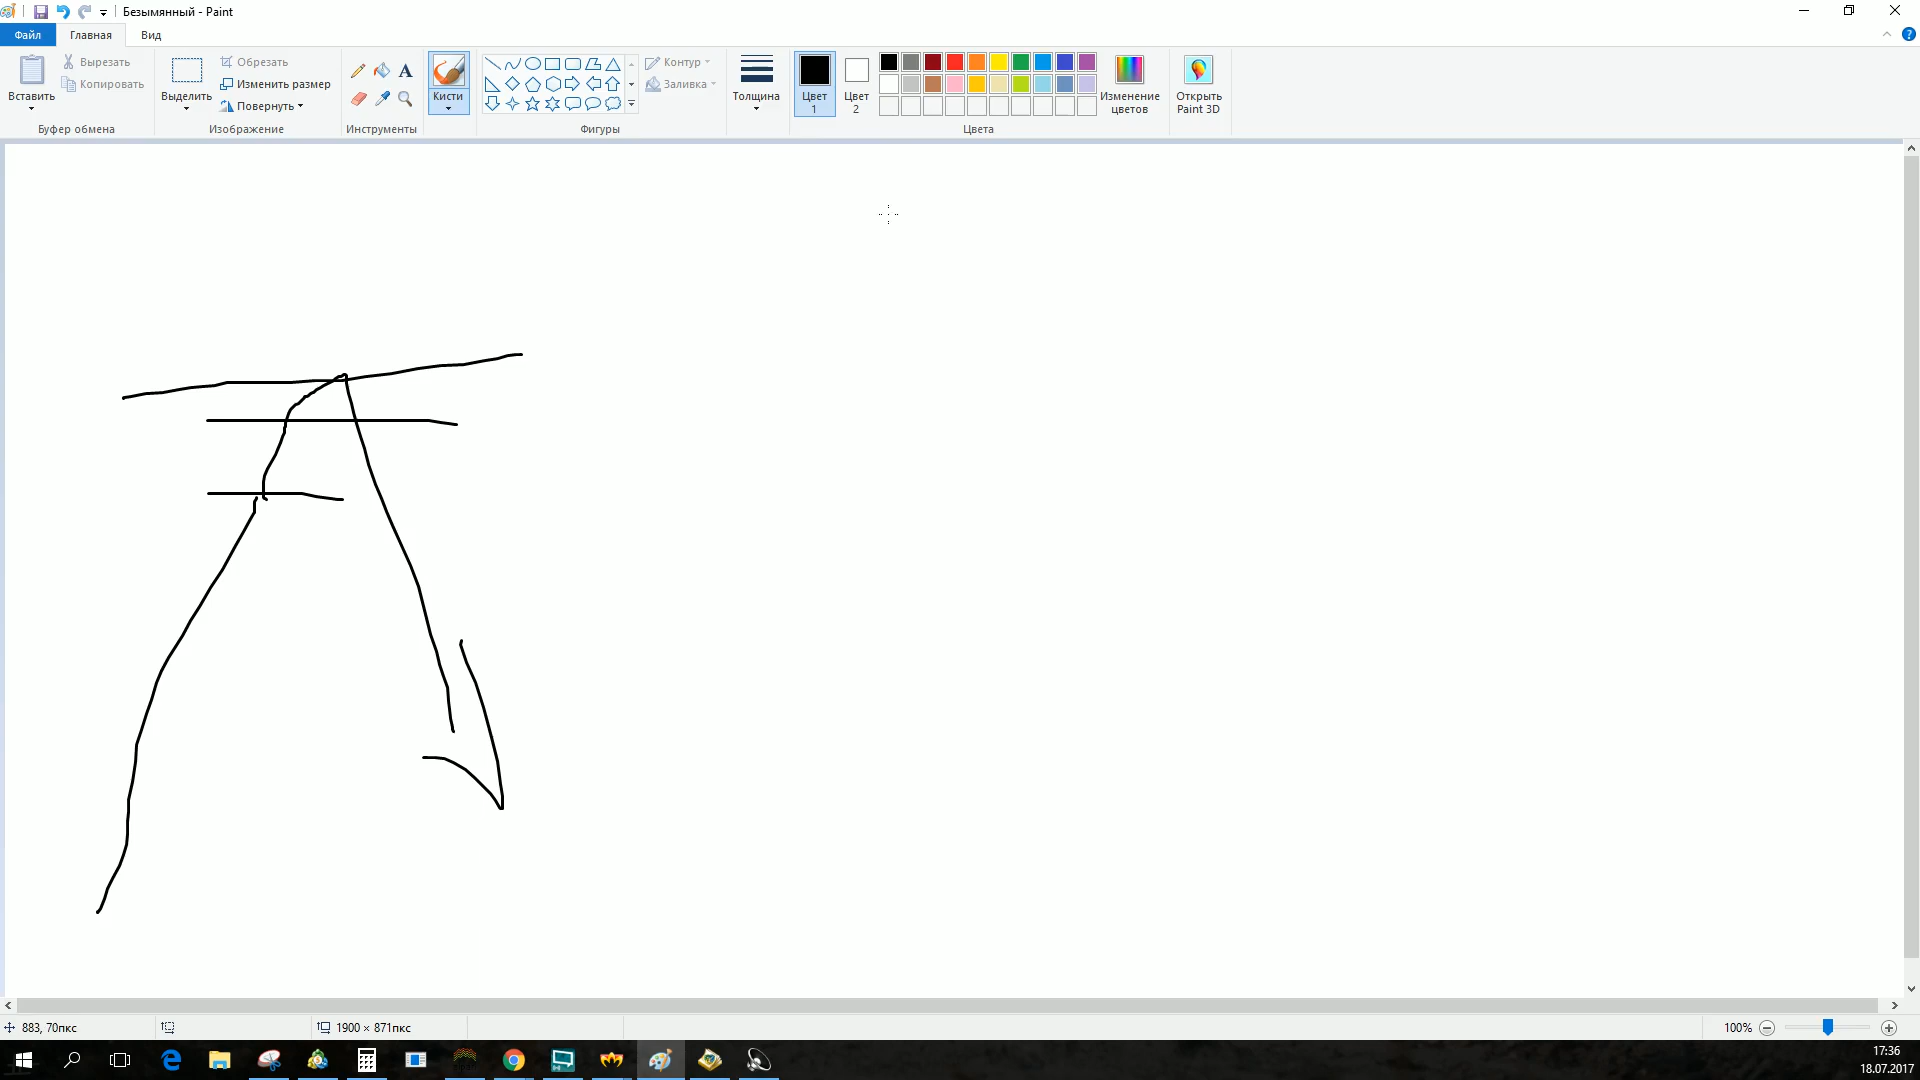 Безымянный - Paint
Файл Главная Вид
Вставить
Вырезать
Копировать
Буфер обмена
Выделить
Обрезать
Изменить размер
Повернуть
Изображение
A
Инструменты
Кисти
Контур
Заливка
Фигуры
Толщина
Цвет
1
Цвет
2
Изменение
цветов
Цвета
Открыть
Paint 3D
?
883, 70пкс
1900 × 871пкс
100%
17:36
18.07.2017